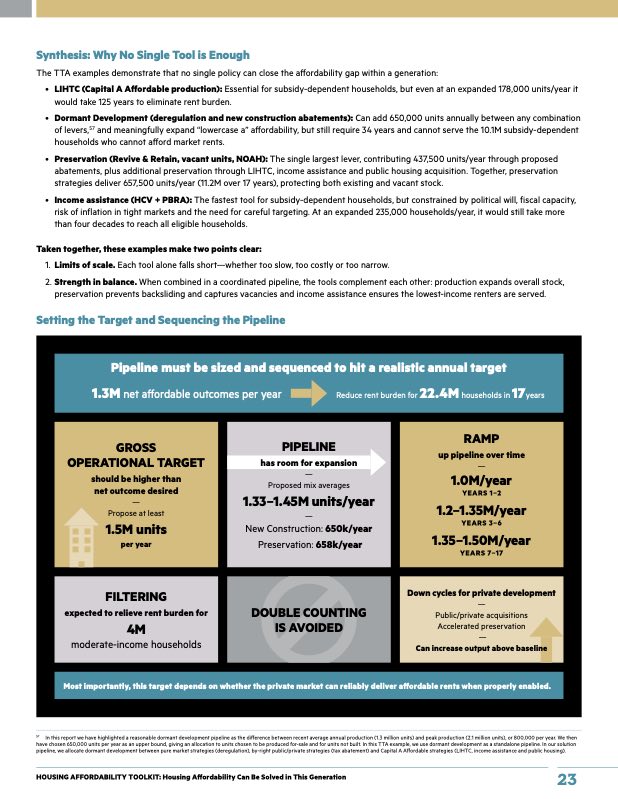 Synthesis: Why No Single Tool is Enough
The TTA examples demonstrate that no single policy can close the affordability gap within a generation:
• LIHTC (Capital A Affordable production): Essential for subsidy-dependent households, but even at an expanded 178,000 units/year it
would take 125 years to eliminate rent burden.
• Dormant Development (deregulation and new construction abatements): Can add 650,000 units annually between any combination
of levers,57 and meaningfully expand "lowercase a" affordability, but still require 34 years and cannot serve the 10.1M subsidy-dependent
households who cannot afford market rents.
• Preservation (Revive & Retain, vacant units, NOAH): The single largest lever, contributing 437,500 units/year through proposed
abatements, plus additional preservation through LIHTC, income assistance and public housing acquisition. Together, preservation
strategies deliver 657,500 units/year (11.2M over 17 years), protecting both existing and vacant stock.
• Income assistance (HCV + PBRA): The fastest tool for subsidy-dependent households, but constrained by political will, fiscal capacity,
risk of inflation in tight markets and the need for careful targeting. At an expanded 235,000 households/year, it would still take more
than four decades to reach all eligible households.
Taken together, these examples make two points clear:
1. Limits of scale. Each tool alone falls short—whether too slow, too costly or too narrow.
2. Strength in balance. When combined in a coordinated pipeline, the tools complement each other: production expands overall stock,
preservation prevents backsliding and captures vacancies and income assistance ensures the lowest-income renters are served.
Setting the Target and Sequencing the Pipeline
Pipeline must be sized and sequenced to hit a realistic annual target
1.3M net affordable outcomes per year
Reduce rent burden for 22.4M households in 17 years
GROSS
OPERATIONAL TARGET
should be higher than
net outcome desired
—
Propose at least
1.5M units
per year
PIPELINE
has room for expansion
—
Proposed mix averages
1.33–1.45M units/year
—
New Construction: 650k/year
Preservation: 658k/year
RAMP
up pipeline over time
—
1.0M/year
YEARS 1–2
1.2–1.35M/year
YEARS 3–6
1.35–1.50M/year
YEARS 7–17
FILTERING
expected to relieve rent burden for
4M
moderate-income households
DOUBLE COUNTING
IS AVOIDED
Down cycles for private development
—
Public/private acquisitions
Accelerated preservation
—
Can increase output above baseline
Most importantly, this target depends on whether the private market can reliably deliver affordable rents when properly enabled.
57 In this report we have highlighted a reasonable dormant development pipeline as the difference between recent average annual production (1.3 million units) and peak production (2.1 million units), or 800,000 per year. We then
have chosen 650,000 units per year as an upper bound, giving an allocation to units chosen to be produced for-sale and for units not built. In this TTA example, we use dormant development as a standalone pipeline. In our solution
pipeline, we allocate dormant development between pure market strategies (deregulation), by-right public/private strategies (tax abatement) and Capital A Affordable strategies (LIHTC, income assistance and public housing).
HOUSING AFFORDABILITY TOOLKIT: Housing Affordability Can Be Solved in This Generation
23